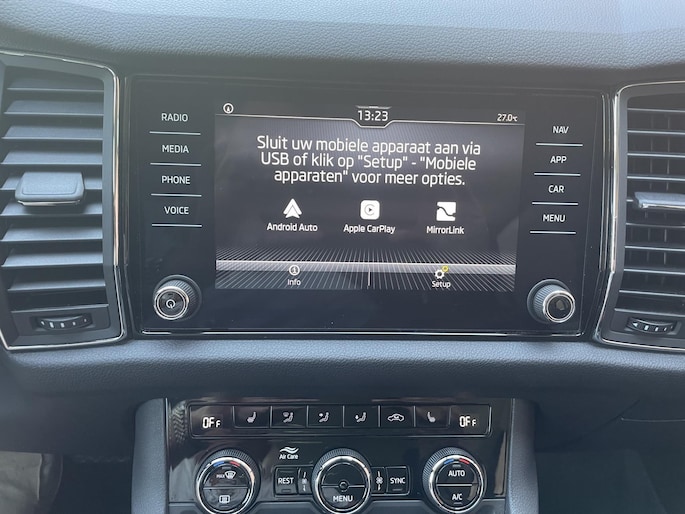 13:23
27.0°C
RADIO
MEDIA
PHONE
VOICE
Sluit uw mobiele apparaat aan via
USB of klik op "Setup" - "Mobiele
apparaten" voor meer opties.
Android Auto
Apple CarPlay
MirrorLink
Info
Setup
NAV
APP
CAR
MENU
OFF
OFF
Air Care
MAX
REST
MENU
SYNC
AUTO
A/C